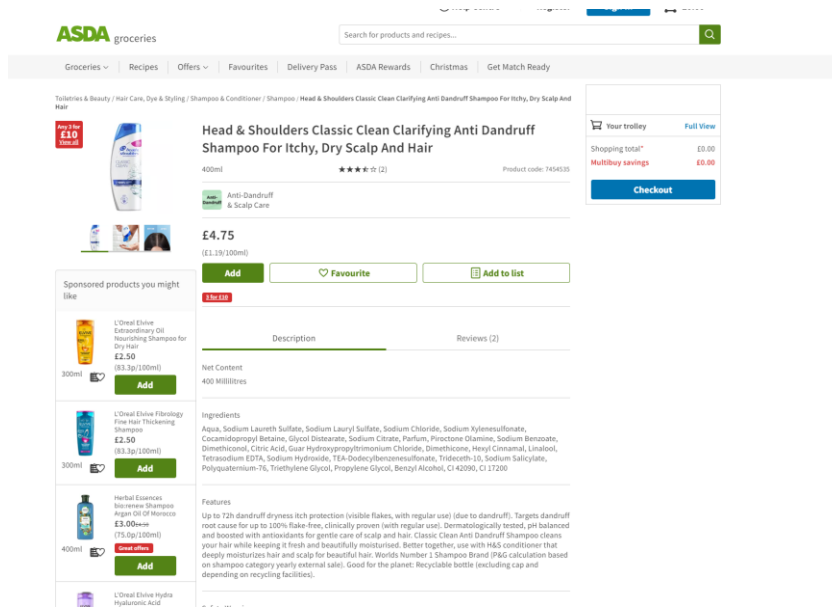 ASDA groceries
Search for products and recipes...
Groceries Recipes Offers Favourites Delivery Pass ASDA Rewards Christmas Get Match Ready
Toiletries & Beauty / Hair Care, Dye & Styling / Shampoo & Conditioner / Shampoo / Head & Shoulders Classic Clean Clarifying Anti Dandruff Shampoo For Itchy, Dry Scalp And
Hair
Any 3 for
£10
View all
Head & Shoulders Classic Clean Clarifying Anti Dandruff
Shampoo For Itchy, Dry Scalp And Hair
400ml (2) Product code: 7454535
Anti-Dandruff
Anti-Dandruff
& Scalp Care
£4.75
(£1.19/100ml)
Add Favourite Add to list
3 for £10
Your trolley Full View
Shopping total* £0.00
Multibuy savings £0.00
Checkout
Sponsored products you might
like
L'Oreal Elvive
Extraordinary Oil
Nourishing Shampoo for
Dry Hair
£2.50
(83.3p/100ml)
300ml
Add
L'Oreal Elvive Fibrology
Fine Hair Thickening
Shampoo
£2.50
(83.3p/100ml)
300ml
Add
Herbal Essences
bio:renew Shampoo
Argan Oil Of Morocco
£3.00
(75.0p/100ml)
400ml
Great offers
Add
L'Oreal Elvive Hydra
Hyaluronic Acid
Description Reviews (2)
Net Content
400 Millilitres
Ingredients
Aqua, Sodium Laureth Sulfate, Sodium Lauryl Sulfate, Sodium Chloride, Sodium Xylenesulfonate,
Cocamidopropyl Betaine, Glycol Distearate, Sodium Citrate, Parfum, Piroctone Olamine, Sodium Benzoate,
Dimethiconol, Citric Acid, Guar Hydroxypropyltrimonium Chloride, Dimethicone, Hexyl Cinnamal, Linalool,
Tetrasodium EDTA, Sodium Hydroxide, TEA-Dodecylbenzenesulfonate, Trideceth-10, Sodium Salicylate,
Polyquaternium-76, Triethylene Glycol, Propylene Glycol, Benzyl Alcohol, CI 42090, CI 17200
Features
Up to 72h dandruff dryness itch protection (visible flakes, with regular use) (due to dandruff). Targets dandruff
root cause for up to 100% flake-free, clinically proven (with regular use). Dermatologically tested, pH balanced
and boosted with antioxidants for gentle care of scalp and hair. Classic Clean Anti Dandruff Shampoo cleans
your hair while keeping it fresh and beautifully moisturised. Better together, use with H&S conditioner that
deeply moisturizes hair and scalp for beautiful hair. Worlds Number 1 Shampoo Brand (P&G calculation based
on shampoo category yearly external sale). Good for the planet: Recyclable bottle (excluding cap and
depending on recycling facilities).